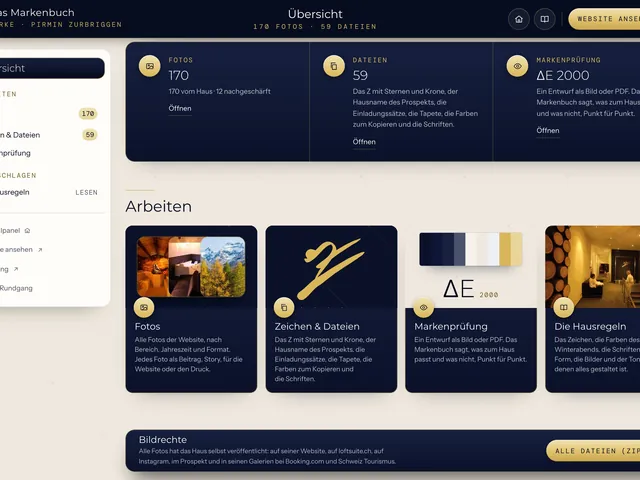 as Markenbuch
RKE · PIRMIN ZURBRIGGEN
Übersicht
170 FOTOS · 59 DATEIEN
WEBSITE ANSE
rsicht
ITEN
170
n & Dateien
59
nprüfung
SCHLAGEN
usregeln
LESEN
lpanel
e ansehen ↗
ng ↗
Rundgang
FOTOS
170
170 vom Haus · 12 nachgeschärft
Öffnen
DATEIEN
59
Das Z mit Sternen und Krone, der
Hausname des Prospekts, die
Einladungssätze, die Tapete, die Farben
zum Kopieren und die Schriften.
Öffnen
MARKENPRÜFUNG
ΔE 2000
Ein Entwurf als Bild oder PDF. Da
Markenbuch sagt, was zum Haus
und was nicht, Punkt für Punkt.
Öffnen
Arbeiten
Fotos
Alle Fotos der Website, nach
Bereich, Jahreszeit und Format.
Jedes Foto als Beitrag, Story, für die
Website oder den Druck.
Zeichen & Dateien
Das Z mit Sternen und Krone, der
Hausname des Prospekts, die
Einladungssätze, die Tapete, die
Farben zum Kopieren und
die Schriften.
ΔE 2000
Markenprüfung
Ein Entwurf als Bild oder PDF. Das
Markenbuch sagt, was zum Haus
passt und was nicht, Punkt für Punkt.
Die Hausregeln
Das Zeichen, die Farben des
Winterabends, die Schriften
Form, die Bilder und der Ton
denen alles gestaltet ist.
Bildrechte
Alle Fotos hat das Haus selbst veröffentlicht: auf seiner Website, auf loftsuite.ch, auf
Instagram, im Prospekt und in seinen Galerien bei Booking.com und Schweiz Tourismus.
ALLE DATEIEN (ZIP